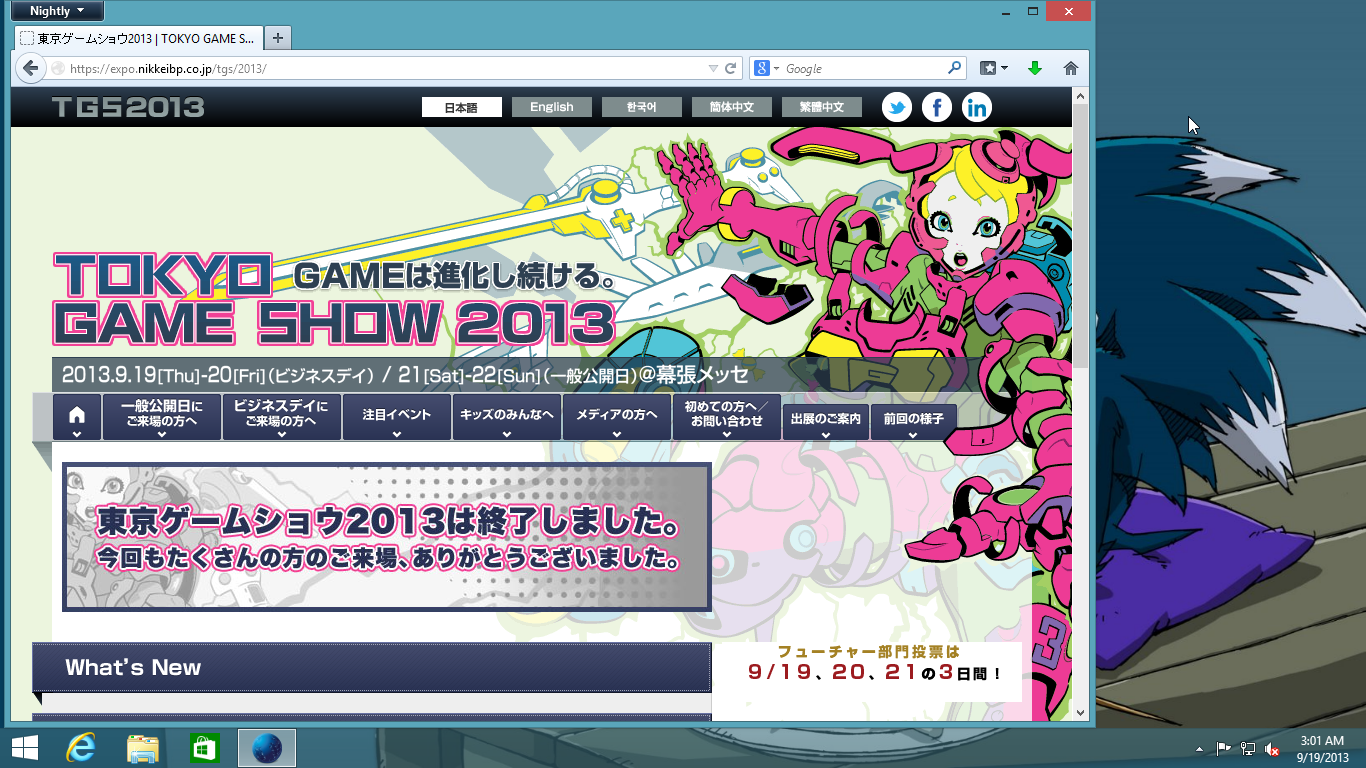 Nightly
東京ゲームショウ2013 | TOKYO GAME S...
https://expo.nikkeibp.co.jp/tgs/2013/
Google
TGS2013
日本語
English
한국어
简体中文
繁體中文
TOKYO
GAMEは進化し続ける。
GAME SHOW 2013
2013.9.19[Thu]-20[Fri](ビジネスデイ) / 21[Sat]-22[Sun](一般公開日)@幕張メッセ
一般公開日に
ご来場の方へ
ビジネスデイに
ご来場の方へ
注目イベント
キッズのみんなへ
メディアの方へ
初めての方へ／
お問い合わせ
出展のご案内
前回の様子
東京ゲームショウ2013は終了しました。
今回もたくさんの方のご来場、ありがとうございました。
What's New
フューチャー部門投票は
9/19、20、21の3日間！
3
3:01 AM
9/19/2013